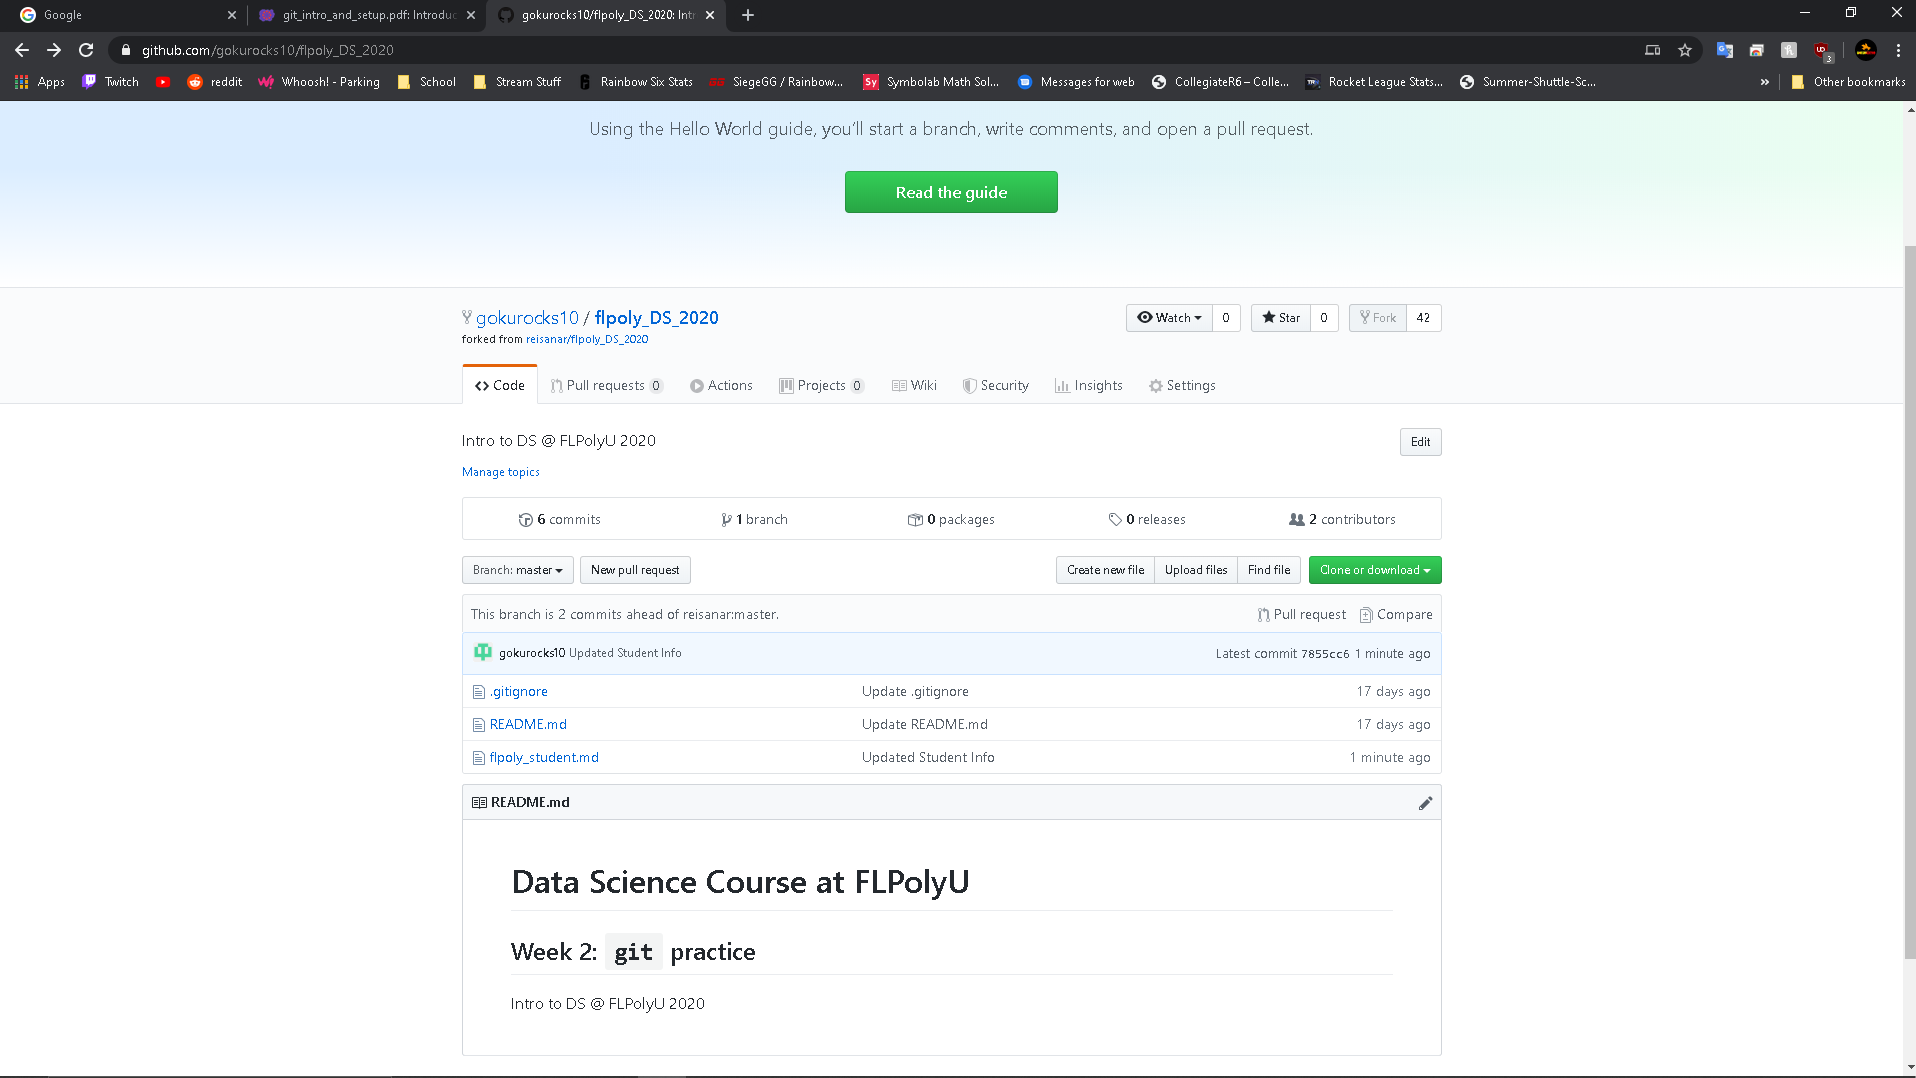 Google
git_intro_and_setup.pdf: Introduc
gokurocks10/flpoly_DS_2020: Intr
github.com/gokurocks10/flpoly_DS_2020
3
Apps
Twitch
reddit
Whoosh! - Parking
School
Stream Stuff
Rainbow Six Stats
SiegeGG / Rainbow...
Sy Symbolab Math Sol...
Messages for web
CollegiateR6 – Colle...
Rocket League Stats...
Summer-Shuttle-Sc...
» Other bookmarks
Using the Hello World guide, you’ll start a branch, write comments, and open a pull request.
Read the guide
gokurocks10 / flpoly_DS_2020
Watch 0 Star 0 Fork 42
forked from reisanar/flpoly_DS_2020
Code Pull requests 0 Actions Projects 0 Wiki Security Insights Settings
Intro to DS @ FLPolyU 2020
Edit
Manage topics
6 commits 1 branch 0 packages 0 releases 2 contributors
Branch: master New pull request Create new file Upload files Find file Clone or download
This branch is 2 commits ahead of reisanar:master. Pull request Compare
gokurocks10 Updated Student Info Latest commit 7855cc6 1 minute ago
.gitignore Update .gitignore 17 days ago
README.md Update README.md 17 days ago
flpoly_student.md Updated Student Info 1 minute ago
README.md
Data Science Course at FLPolyU
Week 2: git practice
Intro to DS @ FLPolyU 2020